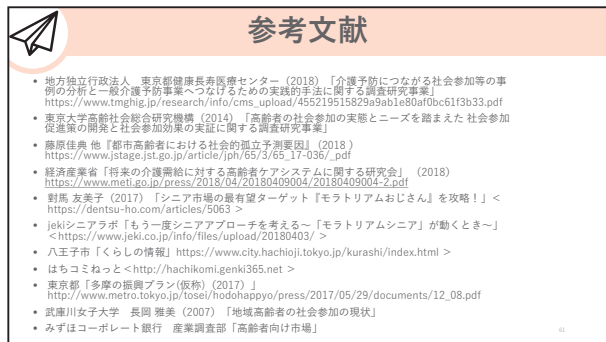 参考文献
• 地方独立行政法人 東京都健康長寿医療センター（2018）「介護予防につながる社会参加等の事
例の分析と一般介護予防事業へつなげるための実践的手法に関する調査研究事業」
https://www.tmghig.jp/research/info/cms_upload/455219515829a9ab1e80af0bc61f3b33.pdf
• 東京大学高齢社会総合研究機構（2014）「高齢者の社会参加の実態とニーズを踏まえた 社会参加
促進策の開発と社会参加効果の実証に関する調査研究事業」
• 藤原佳典 他『都市高齢者における社会的孤立予測要因』（2018 ）
https://www.jstage.jst.go.jp/article/jph/65/3/65_17-036/_pdf
• 経済産業省「将来の介護需給に対する高齢者ケアシステムに関する研究会」（2018）
https://www.meti.go.jp/press/2018/04/20180409004/20180409004-2.pdf
• 對馬 友美子（2017）「シニア市場の最有望ターゲット『モラトリアムおじさん』を攻略！」<
https://dentsu-ho.com/articles/5063 >
• jekiシニアラボ「もう一度シニアアプローチを考える～「モラトリアムシニア」が動くとき～」
<https://www.jeki.co.jp/info/files/upload/20180403/ >
• 八王子市「くらしの情報」https://www.city.hachioji.tokyo.jp/kurashi/index.html >
• はちコミねっと<http://hachikomi.genki365.net >
• 東京都「多摩の振興プラン(仮称)（2017）」
http://www.metro.tokyo.jp/tosei/hodohappyo/press/2017/05/29/documents/12_08.pdf
• 武庫川女子大学 長岡 雅美（2007）「地域高齢者の社会参加の現状」
• みずほコーポレート銀行 産業調査部「高齢者向け市場」
61